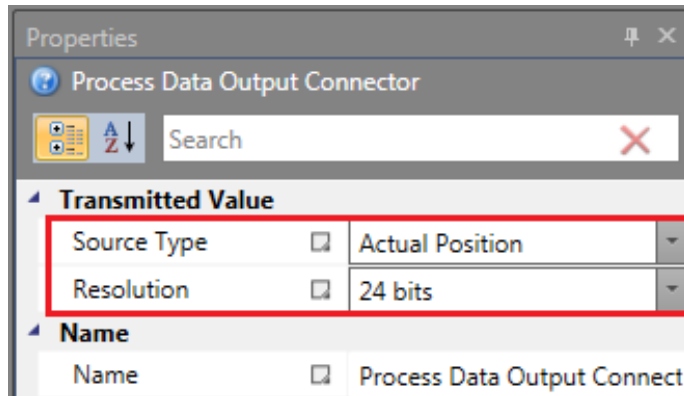 Properties
Process Data Output Connector
A Z Search
Transmitted Value
Source Type Actual Position
Resolution 24 bits
Name
Name Process Data Output Connect